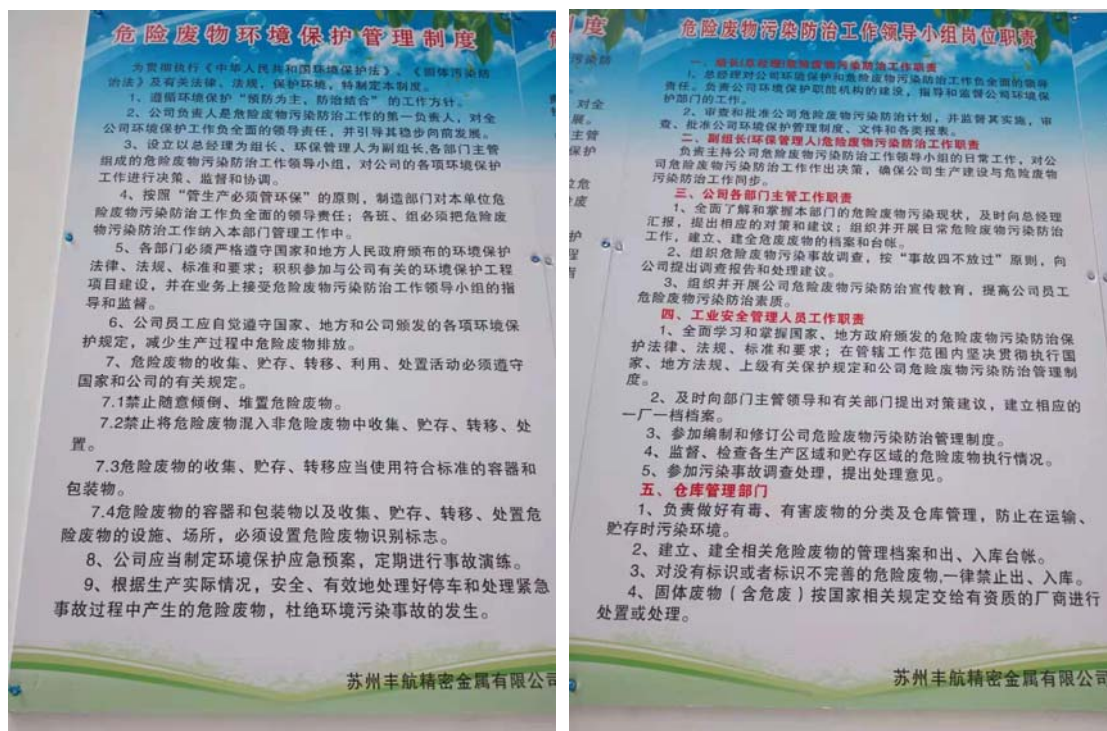 危险废物环境保护管理制度
为贯彻执行《中华人民共和国环境保护法》、《固体污染防
治法》及有关法律、法规，保护环境，特制定本制度。
1、遵循环境保护“预防为主，防治结合”的工作方针。
2、公司负责人是危险废物污染防治工作的第一负责人，对全
公司环境保护工作负全面的领导责任，并引导其稳步向前发展。
3、设立以总经理为组长、环保管理人为副组长,各部门主管
组成的危险废物污染防治工作领导小组，对公司的各项环境保护
工作进行决策、监督和协调。
4、按照“管生产必须管环保”的原则，制造部门对本单位危
险废物污染防治工作负全面的领导责任；各班、组必须把危险废
物污染防治工作纳入本部门管理工作中。
5、各部门必须严格遵守国家和地方人民政府颁布的环境保护
法律、法规、标准和要求；积积参加与公司有关的环境保护工程
项目建设，并在业务上接受危险废物污染防治工作领导小组的指
导和监督。
6、公司员工应自觉遵守国家、地方和公司颁发的各项环境保
护规定，减少生产过程中危险废物排放。
7、危险废物的收集、贮存、转移、利用、处置活动必须遵守
国家和公司的有关规定。
7.1禁止随意倾倒、堆置危险废物。
7.2禁止将危险废物混入非危险废物中收集、贮存、转移、处
置。
7.3危险废物的收集、贮存、转移应当使用符合标准的容器和
包装物。
7.4危险废物的容器和包装物以及收集、贮存、转移、处置危
险废物的设施、场所，必须设置危险废物识别标志。
8、公司应当制定环境保护应急预案，定期进行事故演练。
9、根据生产实际情况，安全、有效地处理好停车和处理紧急
事故过程中产生的危险废物，杜绝环境污染事故的发生。
苏州丰航精密金属有限公司
制度
污染防
对全
展。
主管
保护
位危
护
程
危险废物污染防治工作领导小组岗位职责
一、组长(总经理)危险废物污染防治工作职责
1、总经理对公司环境保护和危险废物污染防治工作负全面的领导
责任。负责公司环境保护职能机构的建设，指导和监督公司环境保
护部门的工作。
2、审查和批准公司危险废物污染防治计划，并监督其实施，审
查、批准公司环境保护管理制度、文件和各类报表。
二、副组长(环保管理人)危险废物污染防治工作职责
负责主持公司危险废物污染防治工作领导小组的日常工作，对公
司危险废物污染防治工作作出决策，确保公司生产建设与危险废物
污染防治工作同步。
三、公司各部门主管工作职责
1、全面了解和掌握本部门的危险废物污染现状，及时向总经理
汇报，提出相应的对策和建议；组织并开展日常危险废物污染防治
工作，建立、建全危废废物的档案和台帐。
2、组织危险废物污染事故调查，按“事故四不放过”原则，向
公司提出调查报告和处理建议。
3、组织并开展公司危险废物污染防治宣传教育，提高公司员工
危险废物污染防治素质。
四、工业安全管理人员工作职责
1、全面学习和掌握国家、地方政府颁发的危险废物污染防治保
护法律、法规、标准和要求；在管辖工作范围内坚决贯彻执行国
家、地方法规、上级有关保护规定和公司危险废物污染防治管理制
度。
2、及时向部门主管领导和有关部门提出对策建议，建立相应的
一厂一档档案。
3、参加编制和修订公司危险废物污染防治管理制度。
4、监督、检查各生产区域和贮存区域的危险废物执行情况。
5、参加污染事故调查处理，提出处理意见。
五、仓库管理部门
1、负责做好有毒、有害废物的分类及仓库管理，防止在运输、
贮存时污染环境。
2、建立、建全相关危险废物的管理档案和出、入库台帐。
3、对没有标识或者标识不完善的危险废物,一律禁止出、入库。
4、固体废物（含危废）按国家相关规定交给有资质的厂商进行
处置或处理。
苏州丰航精密金属有限公司